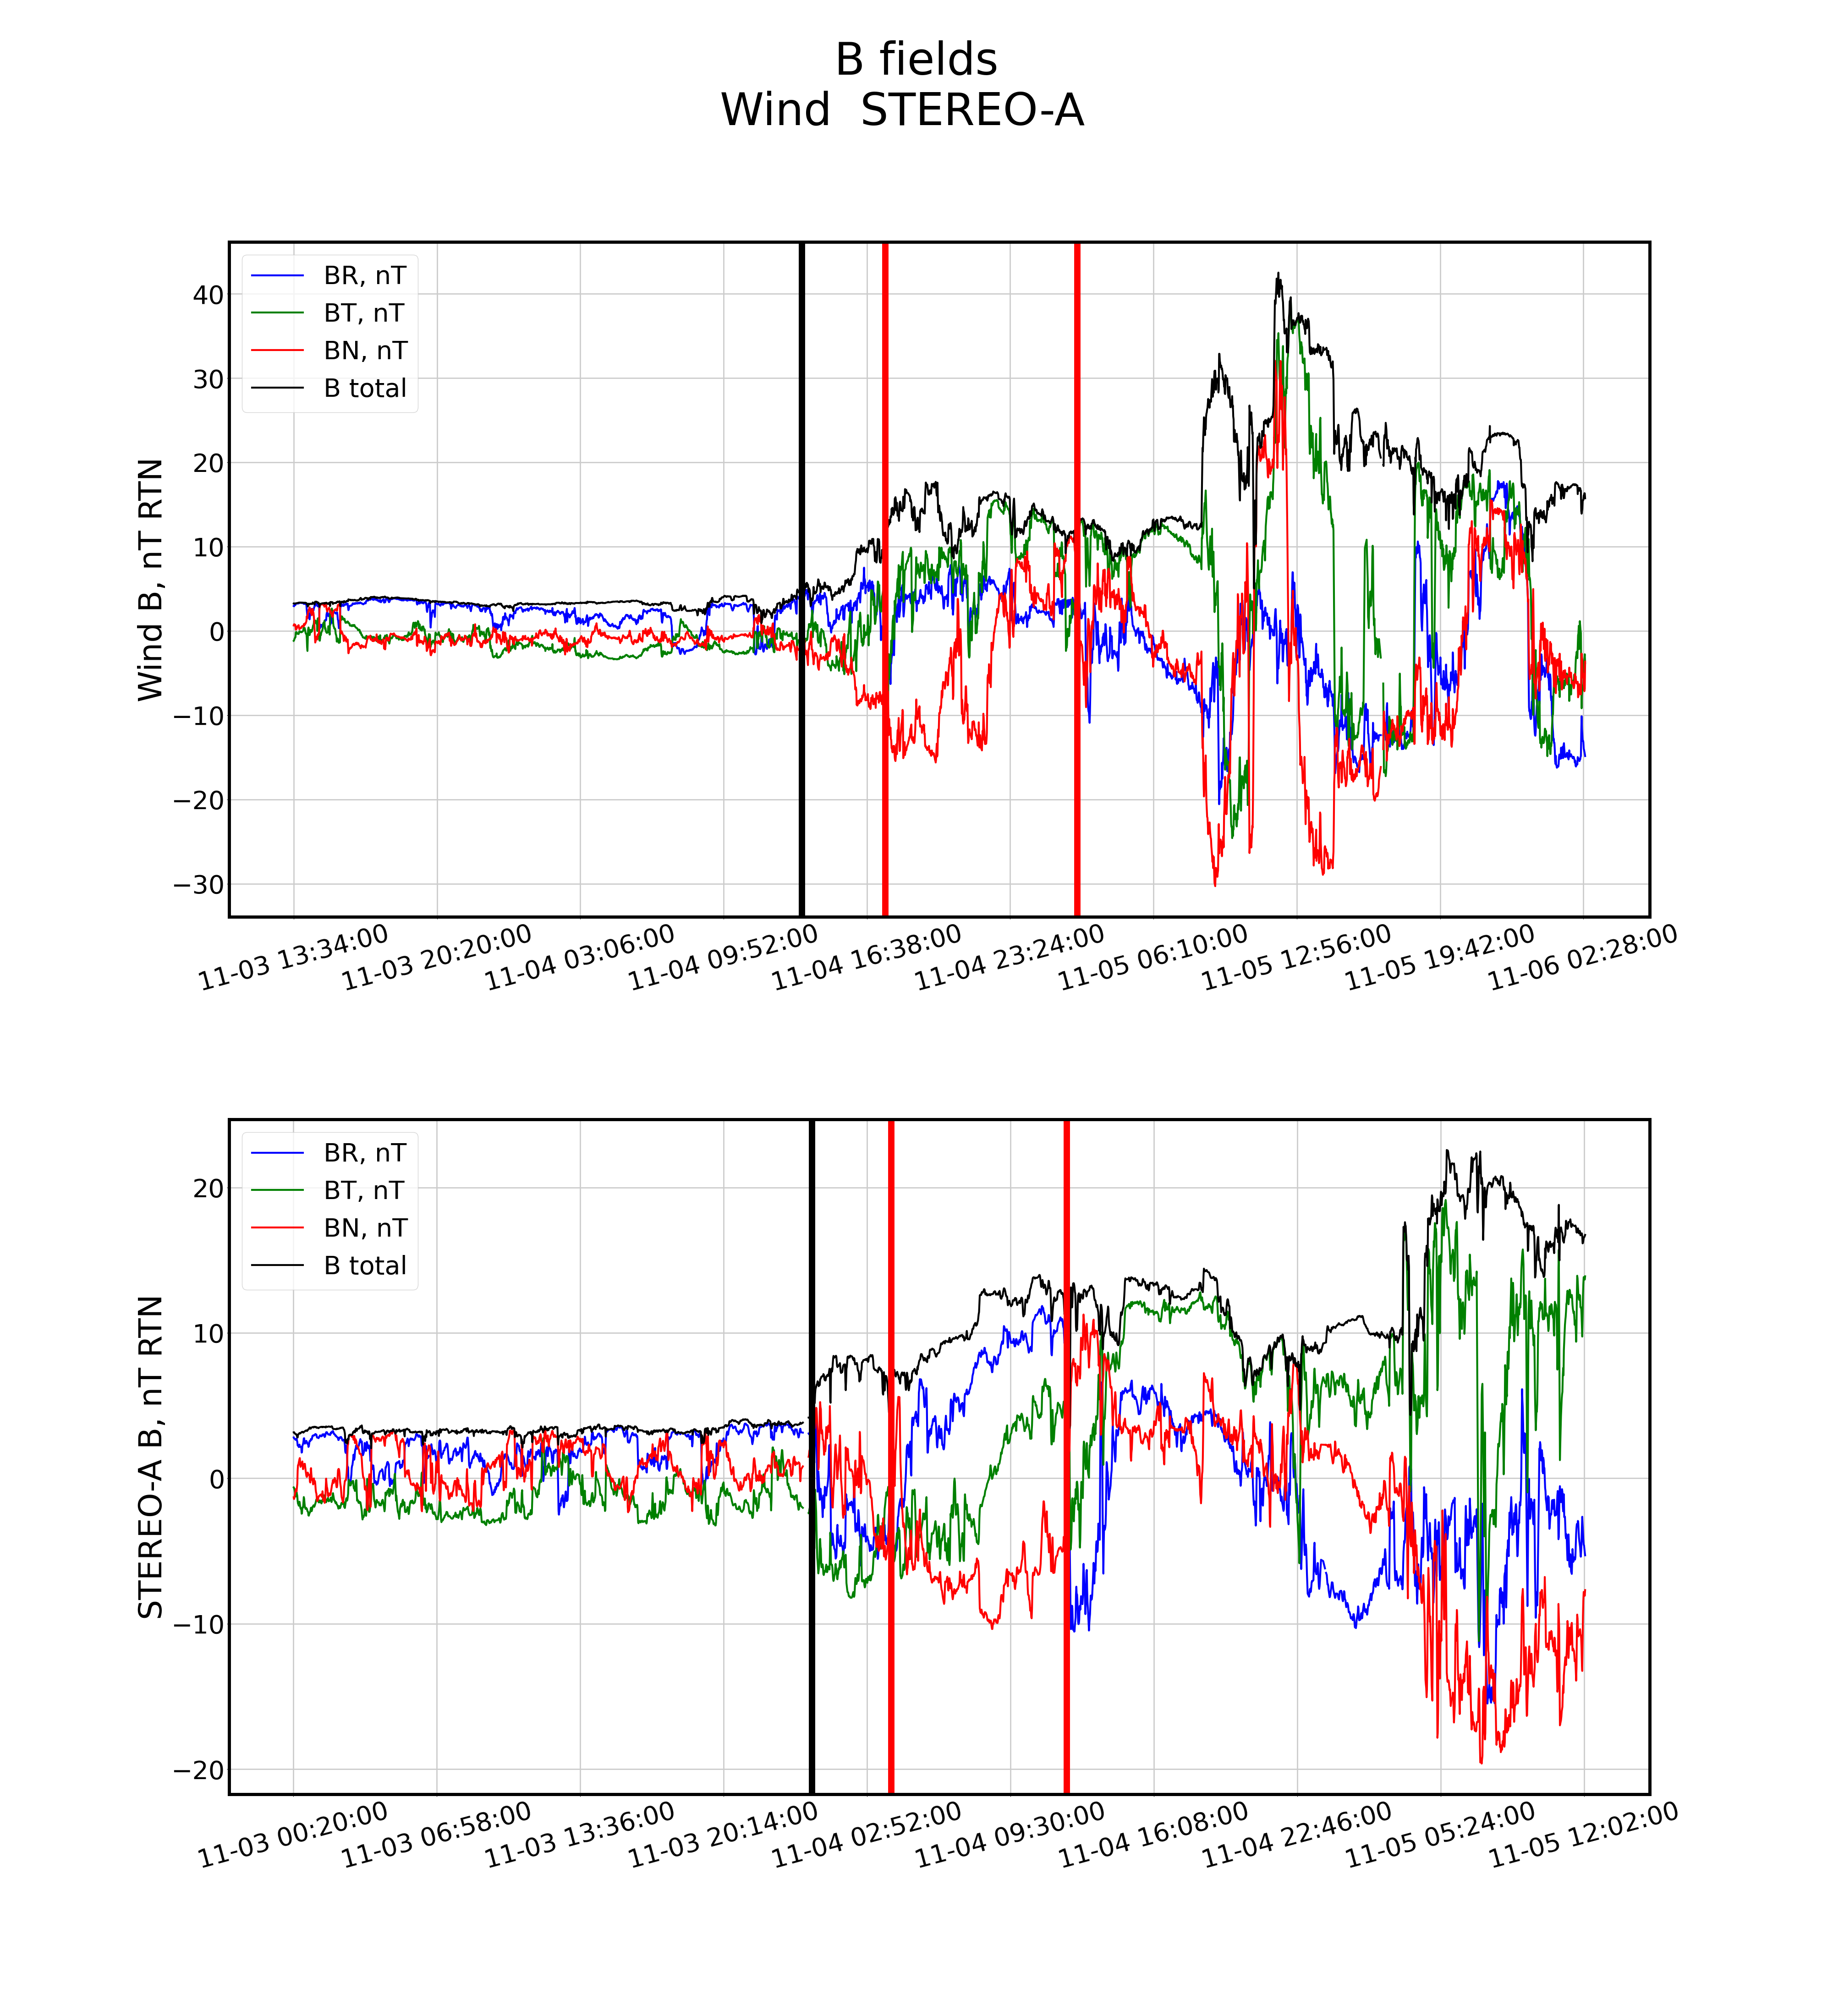 B fields
Wind  STEREO-A
BR, nT
BT, nT
BN, nT
B total
Wind B, nT RTN
40
30
20
10
0
−10
−20
−30
11-03 13:34:00
11-03 20:20:00
11-04 03:06:00
11-04 09:52:00
11-04 16:38:00
11-04 23:24:00
11-05 06:10:00
11-05 12:56:00
11-05 19:42:00
11-06 02:28:00
BR, nT
BT, nT
BN, nT
B total
STEREO-A B, nT RTN
20
10
0
−10
−20
11-03 00:20:00
11-03 06:58:00
11-03 13:36:00
11-03 20:14:00
11-04 02:52:00
11-04 09:30:00
11-04 16:08:00
11-04 22:46:00
11-05 05:24:00
11-05 12:02:00